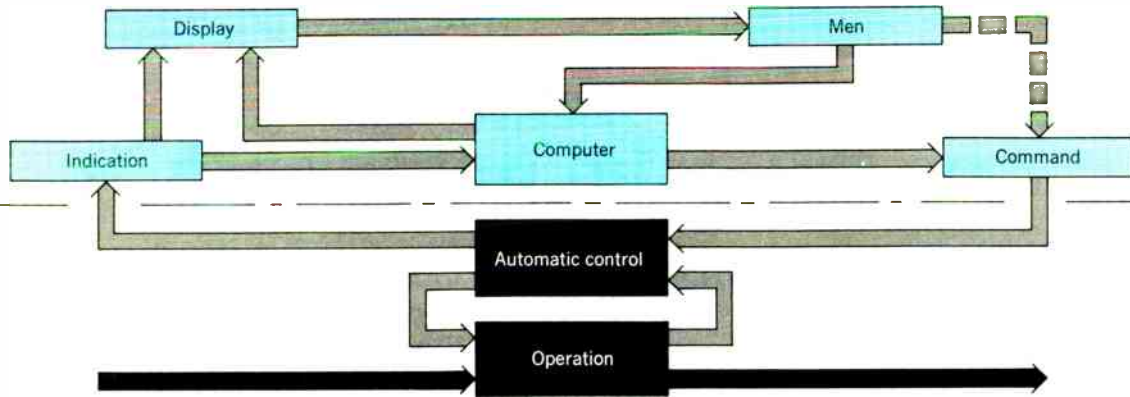 Display
Men
Indication
Computer
Command
Automatic control
Operation